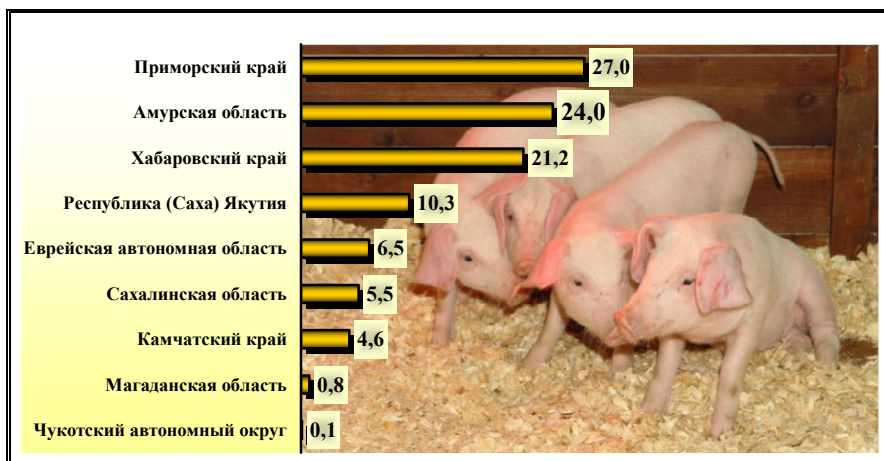 Приморский край 27,0
Амурская область 24,0
Хабаровский край 21,2
Республика (Саха) Якутия 10,3
Еврейская автономная область 6,5
Сахалинская область 5,5
Камчатский край 4,6
Магаданская область 0,8
Чукотский автономный округ 0,1